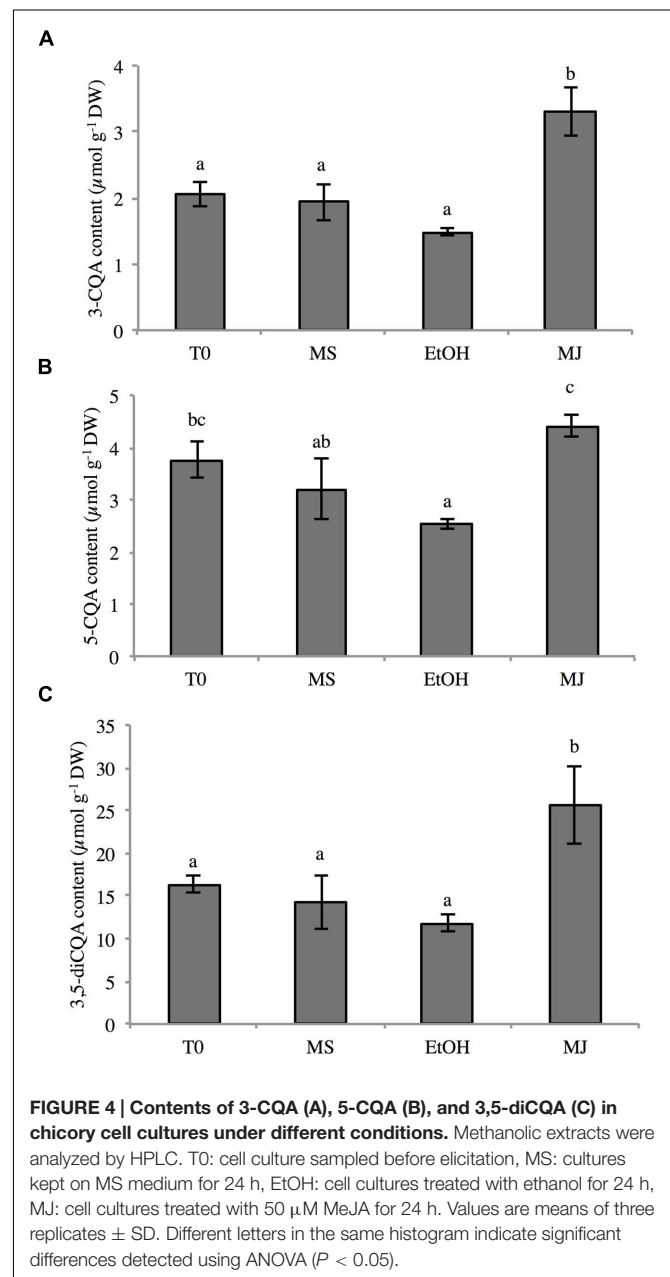 A
3-CQA content (µmol g-1 DW)
4
3
2
1
0
a
a
a
b
T0 MS EtOH MJ
B
5-CQA content (µmol g-1 DW)
5
4
3
2
1
0
bc
ab
a
c
T0 MS EtOH MJ
C
3,5-diCQA content (µmol g-1 DW)
35
30
25
20
15
10
5
0
a
a
a
b
T0 MS EtOH MJ
FIGURE 4 | Contents of 3-CQA (A), 5-CQA (B), and 3,5-diCQA (C) in
chicory cell cultures under different conditions. Methanolic extracts were
analyzed by HPLC. T0: cell culture sampled before elicitation, MS: cultures
kept on MS medium for 24 h, EtOH: cell cultures treated with ethanol for 24 h,
MJ: cell cultures treated with 50 µM MeJA for 24 h. Values are means of three
replicates ± SD. Different letters in the same histogram indicate significant
differences detected using ANOVA (P < 0.05).